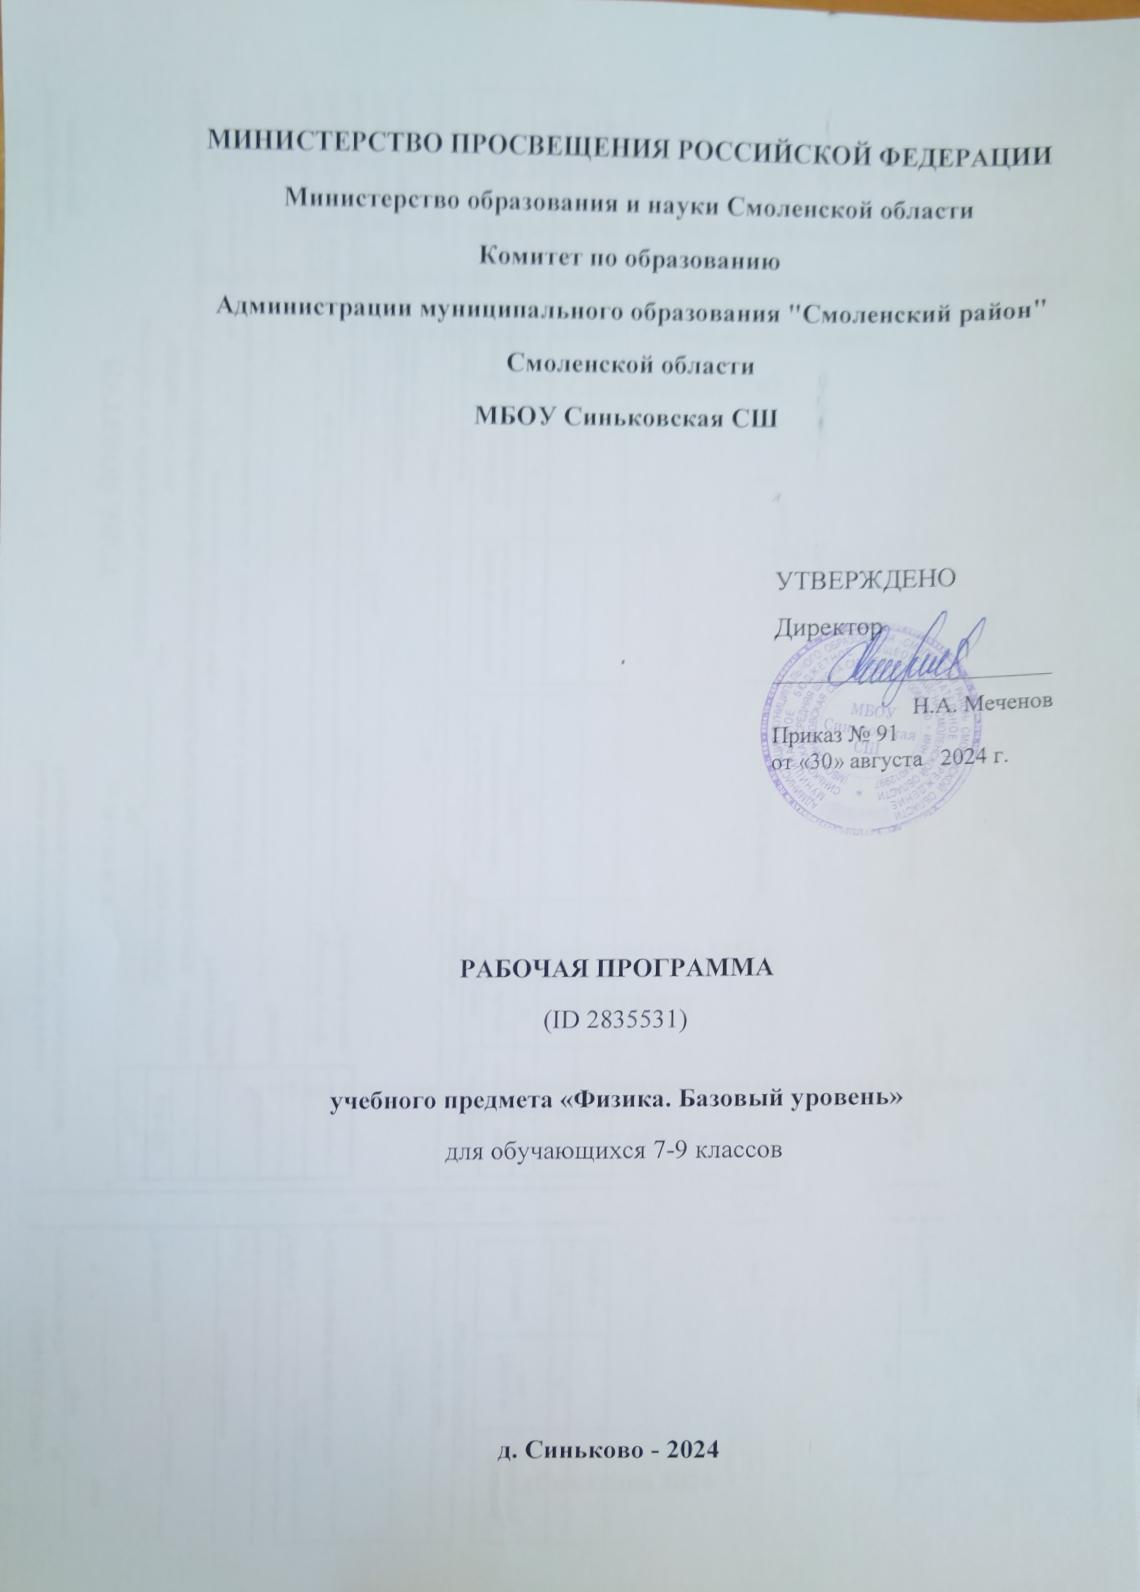 МИНИСТЕРСТВО ПРОСВЕЩЕНИЯ РОССИЙСКОЙ ФЕДЕРАЦИИ
Министерство образования и науки Смоленской области
Комитет по образованию
Администрации муниципального образования "Смоленский район"
Смоленской области
МБОУ Синьковская СШ
УТВЕРЖДЕНО
Директор
Н.А. Меченов
Приказ № 91
от «30» августа 2024 г.
МБОУ
СШ
РАБОЧАЯ ПРОГРАММА
(ID 2835531)
учебного предмета «Физика. Базовый уровень»
для обучающихся 7-9 классов
д. Синьково - 2024